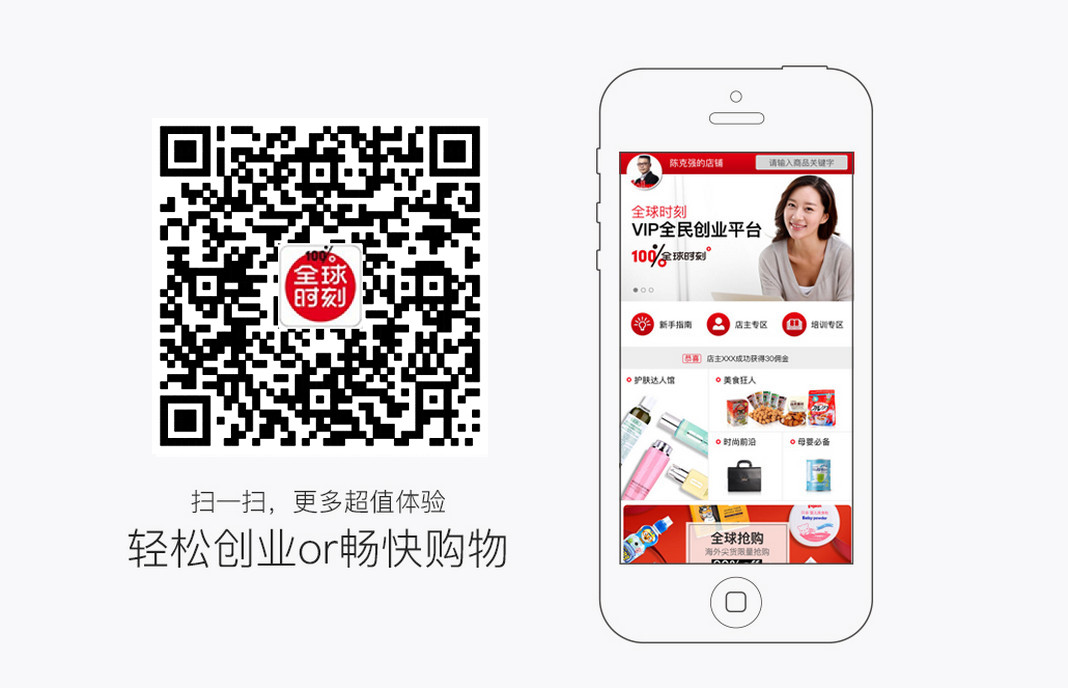 100%
全球
时刻
扫一扫，更多超值体验
轻松创业or畅快购物
陈克强的店铺
请输入商品关键字
全球时刻
VIP全民创业平台
100%全球时刻
新手指南
店主专区
培训专区
恭喜 店主XXX成功获得30佣金
护肤达人馆
美食狂人
时尚前沿
母婴必备
全球抢购
海外尖货限量抢购
Baby powder